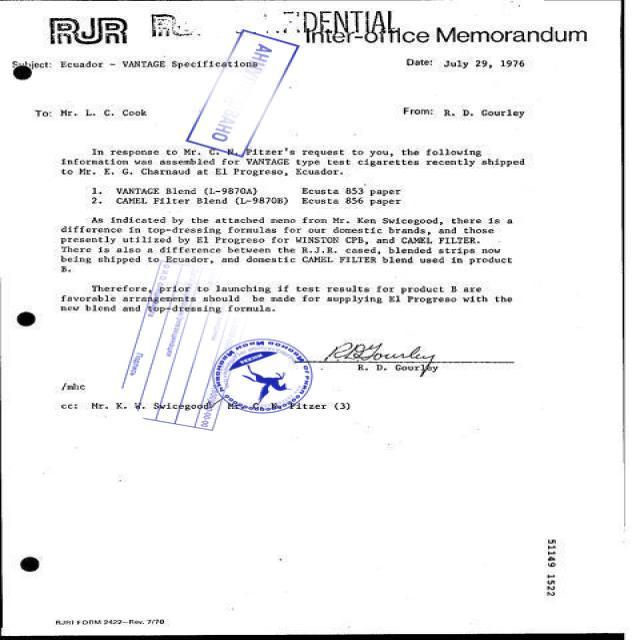 RJR
Inter-office Memorandum
Subject: Ecuador - VANTAGE Specifications
Date: July 29, 1976
To: Mr. L. C. Cook
From: R. D. Gourley
In response to Mr. C. N. Pitzer's request to you, the following
information was assembled for VANTAGE type test cigarettes recently shipped
to Mr. E. G. Charnaud at El Progreso, Ecuador.
1. VANTAGE Blend (L-9870A) Ecusta 853 paper
2. CAMEL Filter Blend (L-9870B) Ecusta 856 paper
As indicated by the attached memo from Mr. Ken Swicegood, there is a
difference in top-dressing formulas for our domestic brands, and those
presently utilized by El Progreso for WINSTON CPB, and CAMEL FILTER.
There is also a difference between the R.J.R. cased, blended strips now
being shipped to Ecuador, and domestic CAMEL FILTER blend used in product
B.
Therefore, prior to launching if test results for product B are
favorable arrangements should be made for supplying El Progreso with the
new blend and top-dressing formula.
RDGourley
R. D. Gourley
/mhc
cc: Mr. K. W. Swicegood, Mr. C. N. Pitzer (3)
51149 1522
RJRI FORM 2422-Rev. 7/70